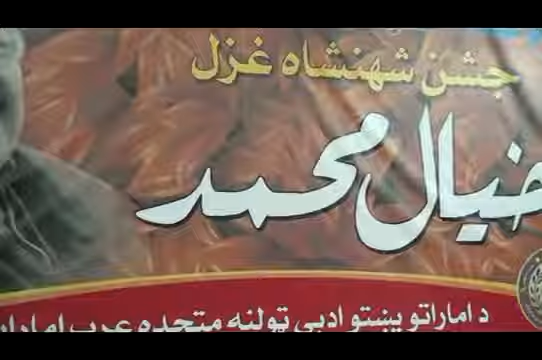 جشن شهنشاه غزل
خیال محمد
د اماراتو پښتو ادبی ټولنه متحده عرب امارات